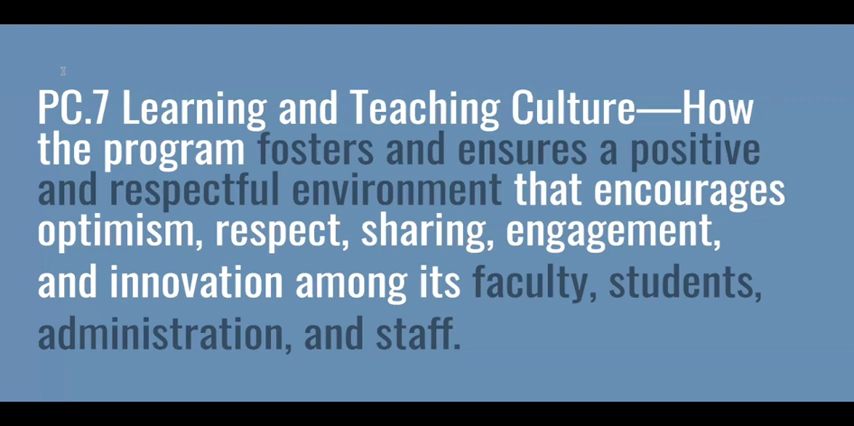 PC.7 Learning and Teaching Culture—How
the program fosters and ensures a positive
and respectful environment that encourages
optimism, respect, sharing, engagement,
and innovation among its faculty, students,
administration, and staff.